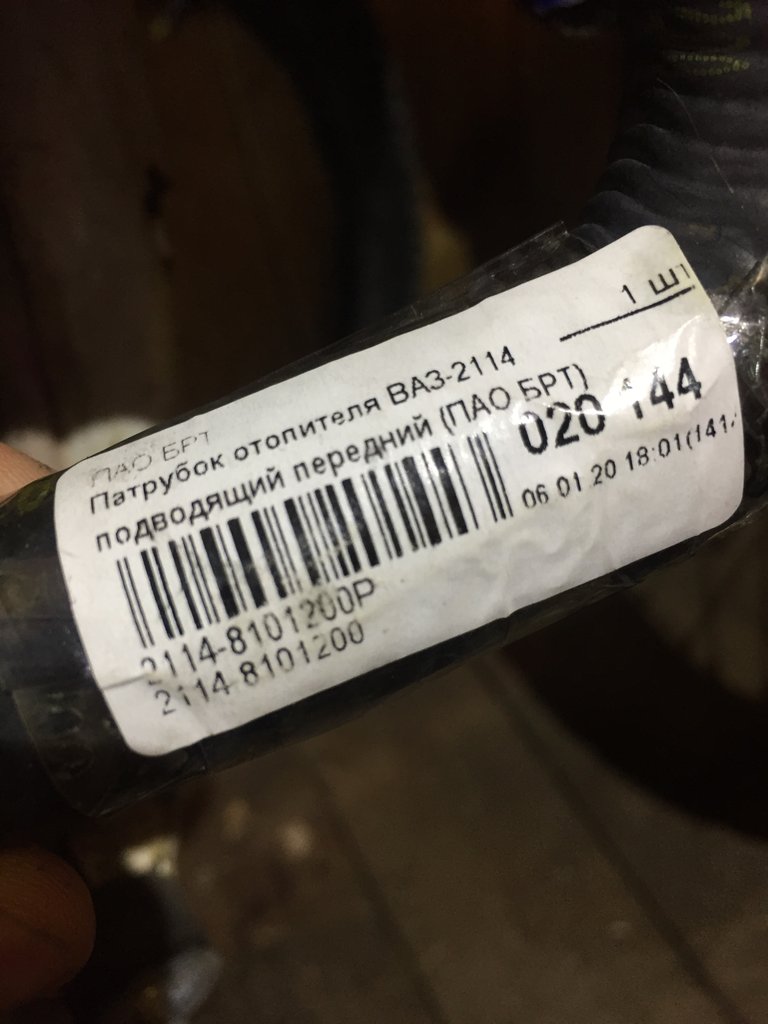 1 шт
ПАО БРТ
Патрубок отопителя ВАЗ-2114
подводящий передний (ПАО БРТ)
020 144
06.01.20 18:01(141.
2114-8101200Р
2114-8101200